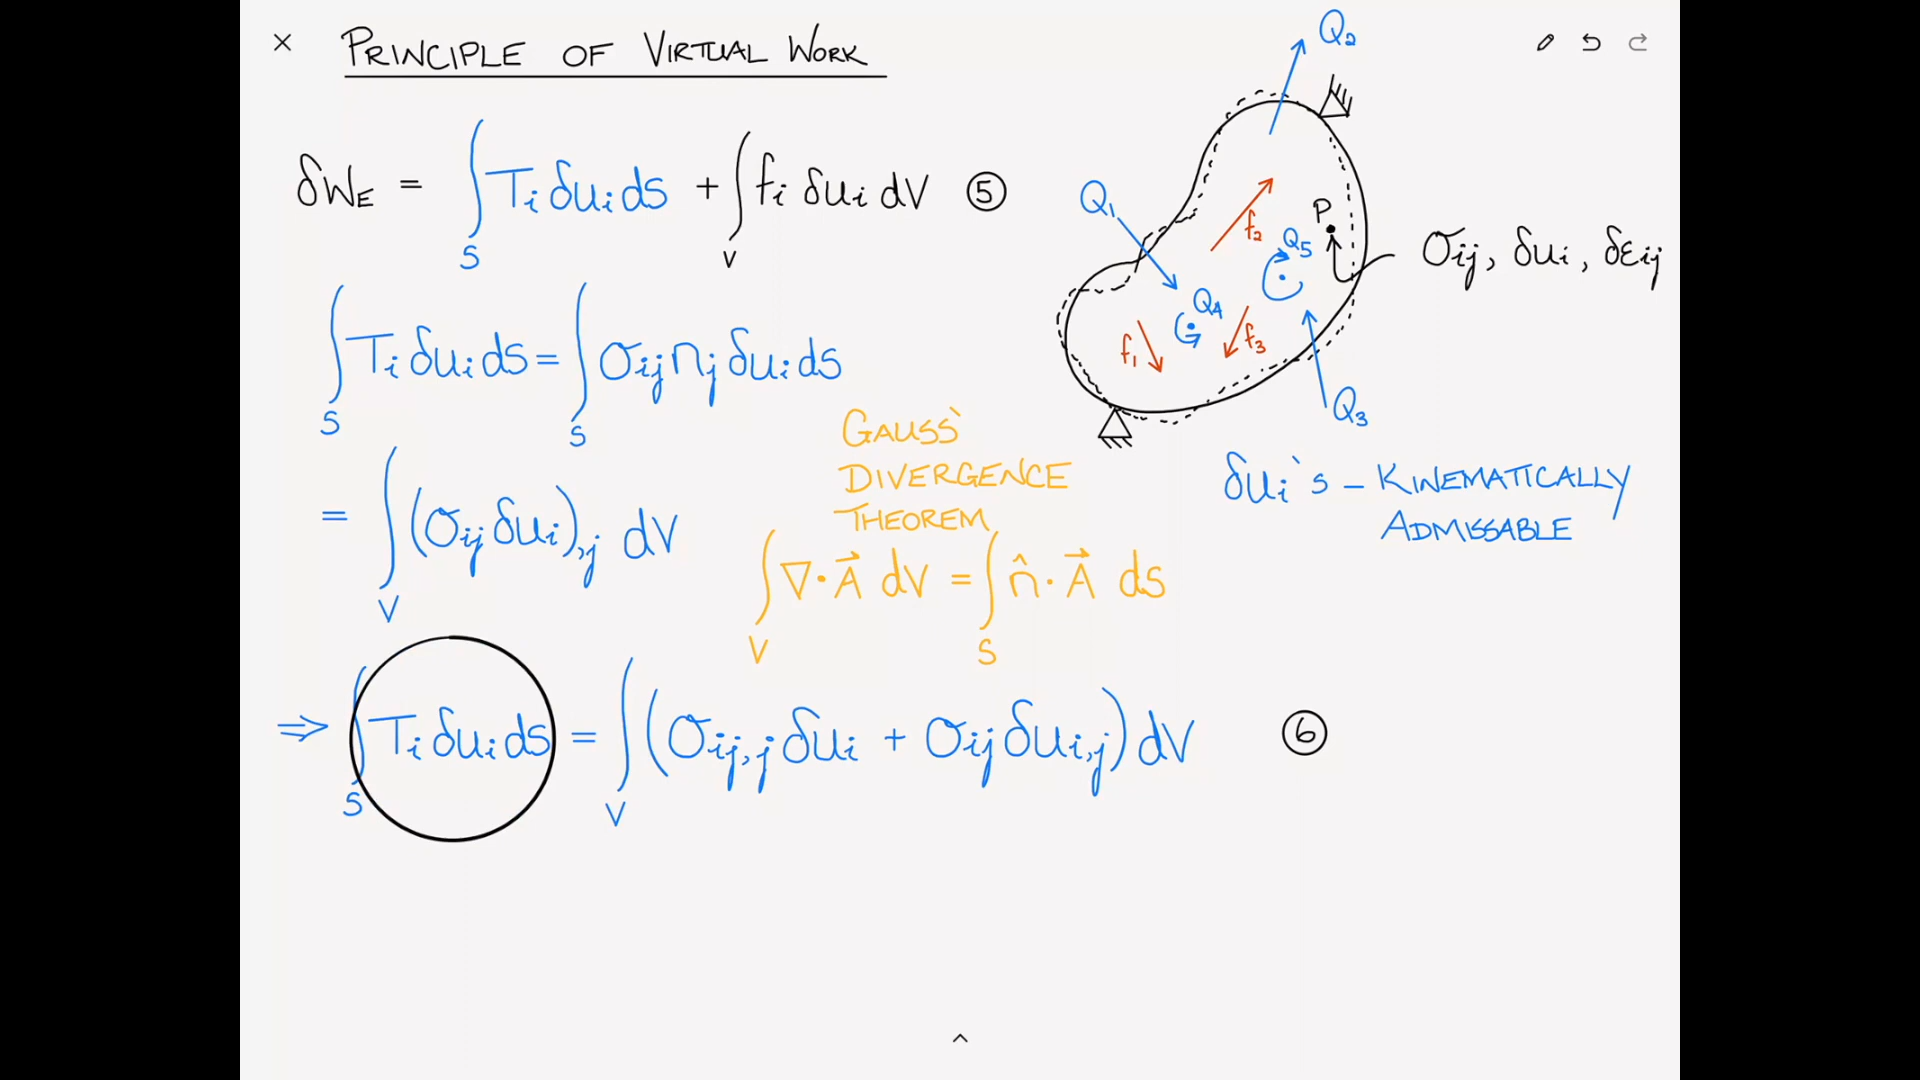 PRINCIPLE OF VIRTUAL WORK
δW_E = ∫_S T_i δu_i ds + ∫_V f_i δu_i dV ⑤
∫_S T_i δu_i ds = ∫_S σ_ij n_j δu_i ds
= ∫_V (σ_ij δu_i),_j dV
GAUSS`
DIVERGENCE
THEOREM
∫_V ∇·A⃗ dV = ∫_S n̂·A⃗ ds
⇒ ∫_S T_i δu_i ds = ∫_V (σ_ij,j δu_i + σ_ij δu_i,j) dV ⑥
Q_2
Q_1
P
f_2
Q_5
σ_ij, δu_i, δε_ij
Q_4
f_1
f_3
Q_3
δu_i`s – KINEMATICALLY
ADMISSABLE